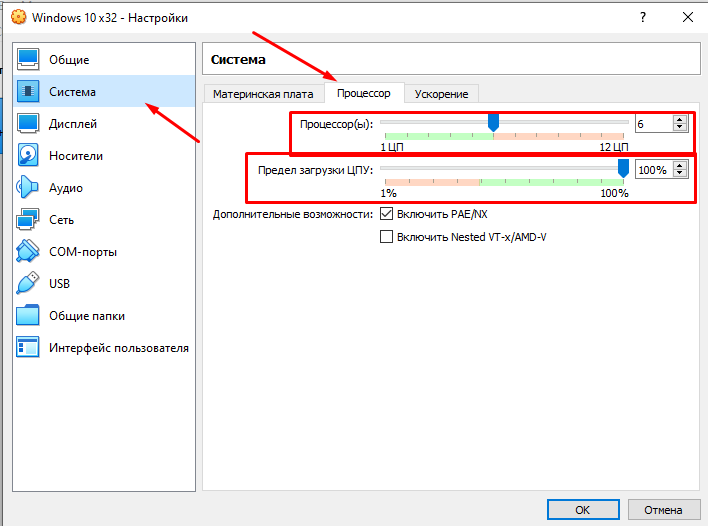 Windows 10 x32 - Настройки
Общие
Система
Дисплей
Носители
Аудио
Сеть
COM-порты
USB
Общие папки
Интерфейс пользователя
Система
Материнская плата Процессор Ускорение
Процессор(ы): 6
1 ЦП 12 ЦП
Предел загрузки ЦПУ: 100%
1% 100%
Дополнительные возможности: Включить PAE/NX
Включить Nested VT-x/AMD-V
OK Отмена